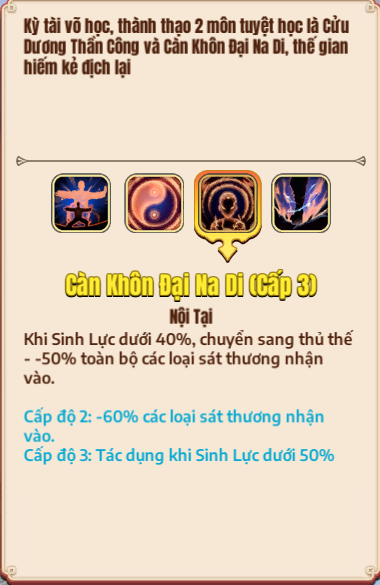 Kỳ tài võ học, thành thạo 2 môn tuyệt học là Cửu
Dương Thần Công và Càn Khôn Đại Na Di, thế gian
hiếm kẻ địch lại
Càn Khôn Đại Na Di (Cấp 3)
Nội Tại
Khi Sinh Lực dưới 40%, chuyển sang thủ thế
- -50% toàn bộ các loại sát thương nhận
vào.
Cấp độ 2: -60% các loại sát thương nhận
vào.
Cấp độ 3: Tác dụng khi Sinh Lực dưới 50%